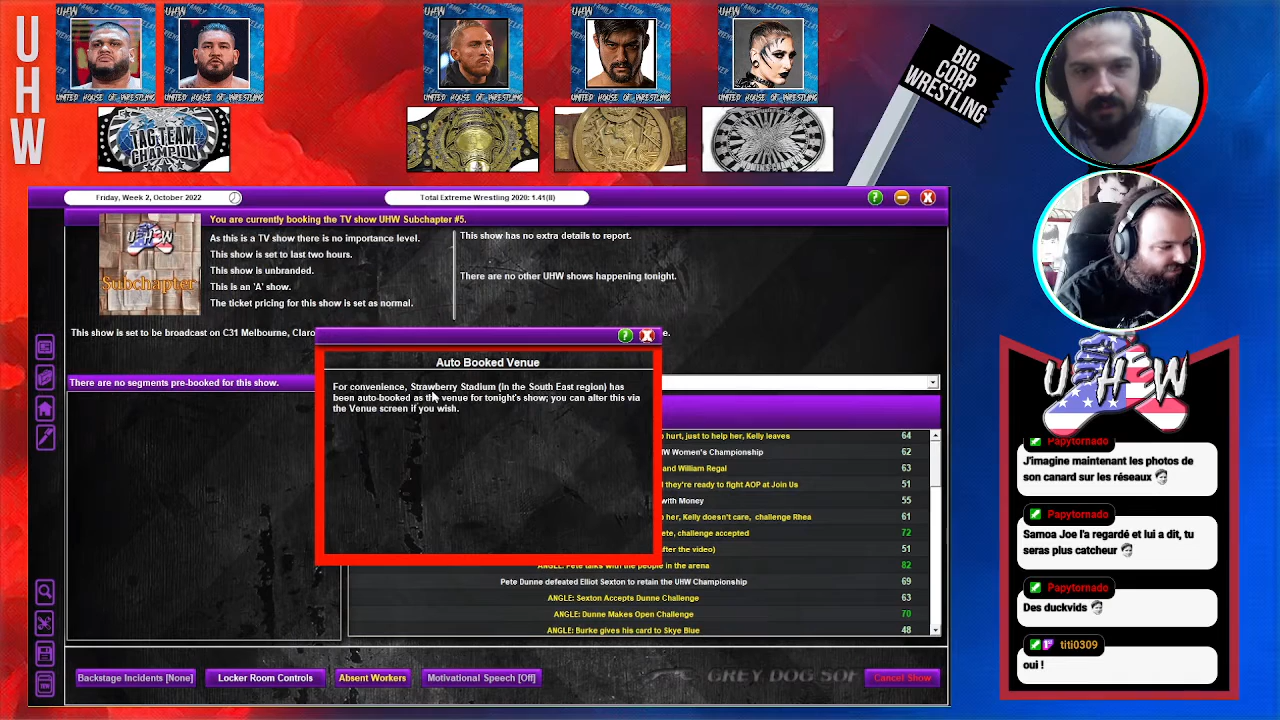 UHW
UNITED HOUSE OF WRESTLING
UNITED HOUSE OF WRESTLING
UNITED HOUSE OF WRESTLING
UNITED HOUSE OF WRESTLING
UNITED HOUSE OF WRESTLING
TAG TEAM
CHAMPION
BIG
CORP
WRESTLING
Friday, Week 2, October 2022
Total Extreme Wrestling 2020: 1.41(II)
You are currently booking the TV show UHW Subchapter #5.
As this is a TV show there is no importance level.
This show is set to last two hours.
This show is unbranded.
This is an 'A' show.
The ticket pricing for this show is set as normal.
This show has no extra details to report.
There are no other UHW shows happening tonight.
UHW
Subchapter
This show is set to be broadcast on C31 Melbourne, Claro
There are no segments pre-booked for this show.
Auto Booked Venue
For convenience, Strawberry Stadium (in the South East region) has
been auto-booked as the venue for tonight's show; you can alter this via
the Venue screen if you wish.
hurt, just to help her, Kelly leaves 64
W Women's Championship 62
and William Regal 63
they're ready to fight AOP at Join Us 51
with Money 55
her, Kelly doesn't care, challenge Rhea 61
ete, challenge accepted 72
fter the video) 51
ANGLE: Pete talks with the people in the arena 82
Pete Dunne defeated Elliot Sexton to retain the UHW Championship 69
ANGLE: Sexton Accepts Dunne Challenge 63
ANGLE: Dunne Makes Open Challenge 70
ANGLE: Burke gives his card to Skye Blue 48
Backstage Incidents [None]
Locker Room Controls
Absent Workers
Motivational Speech [Off]
GREY DOG SOF
Cancel Show
UHW
Papytornado
J'imagine maintenant les photos de
son canard sur les réseaux
Papytornado
Samoa Joe l'a regardé et lui a dit, tu
seras plus catcheur
Papytornado
Des duckvids
titi0309
oui !